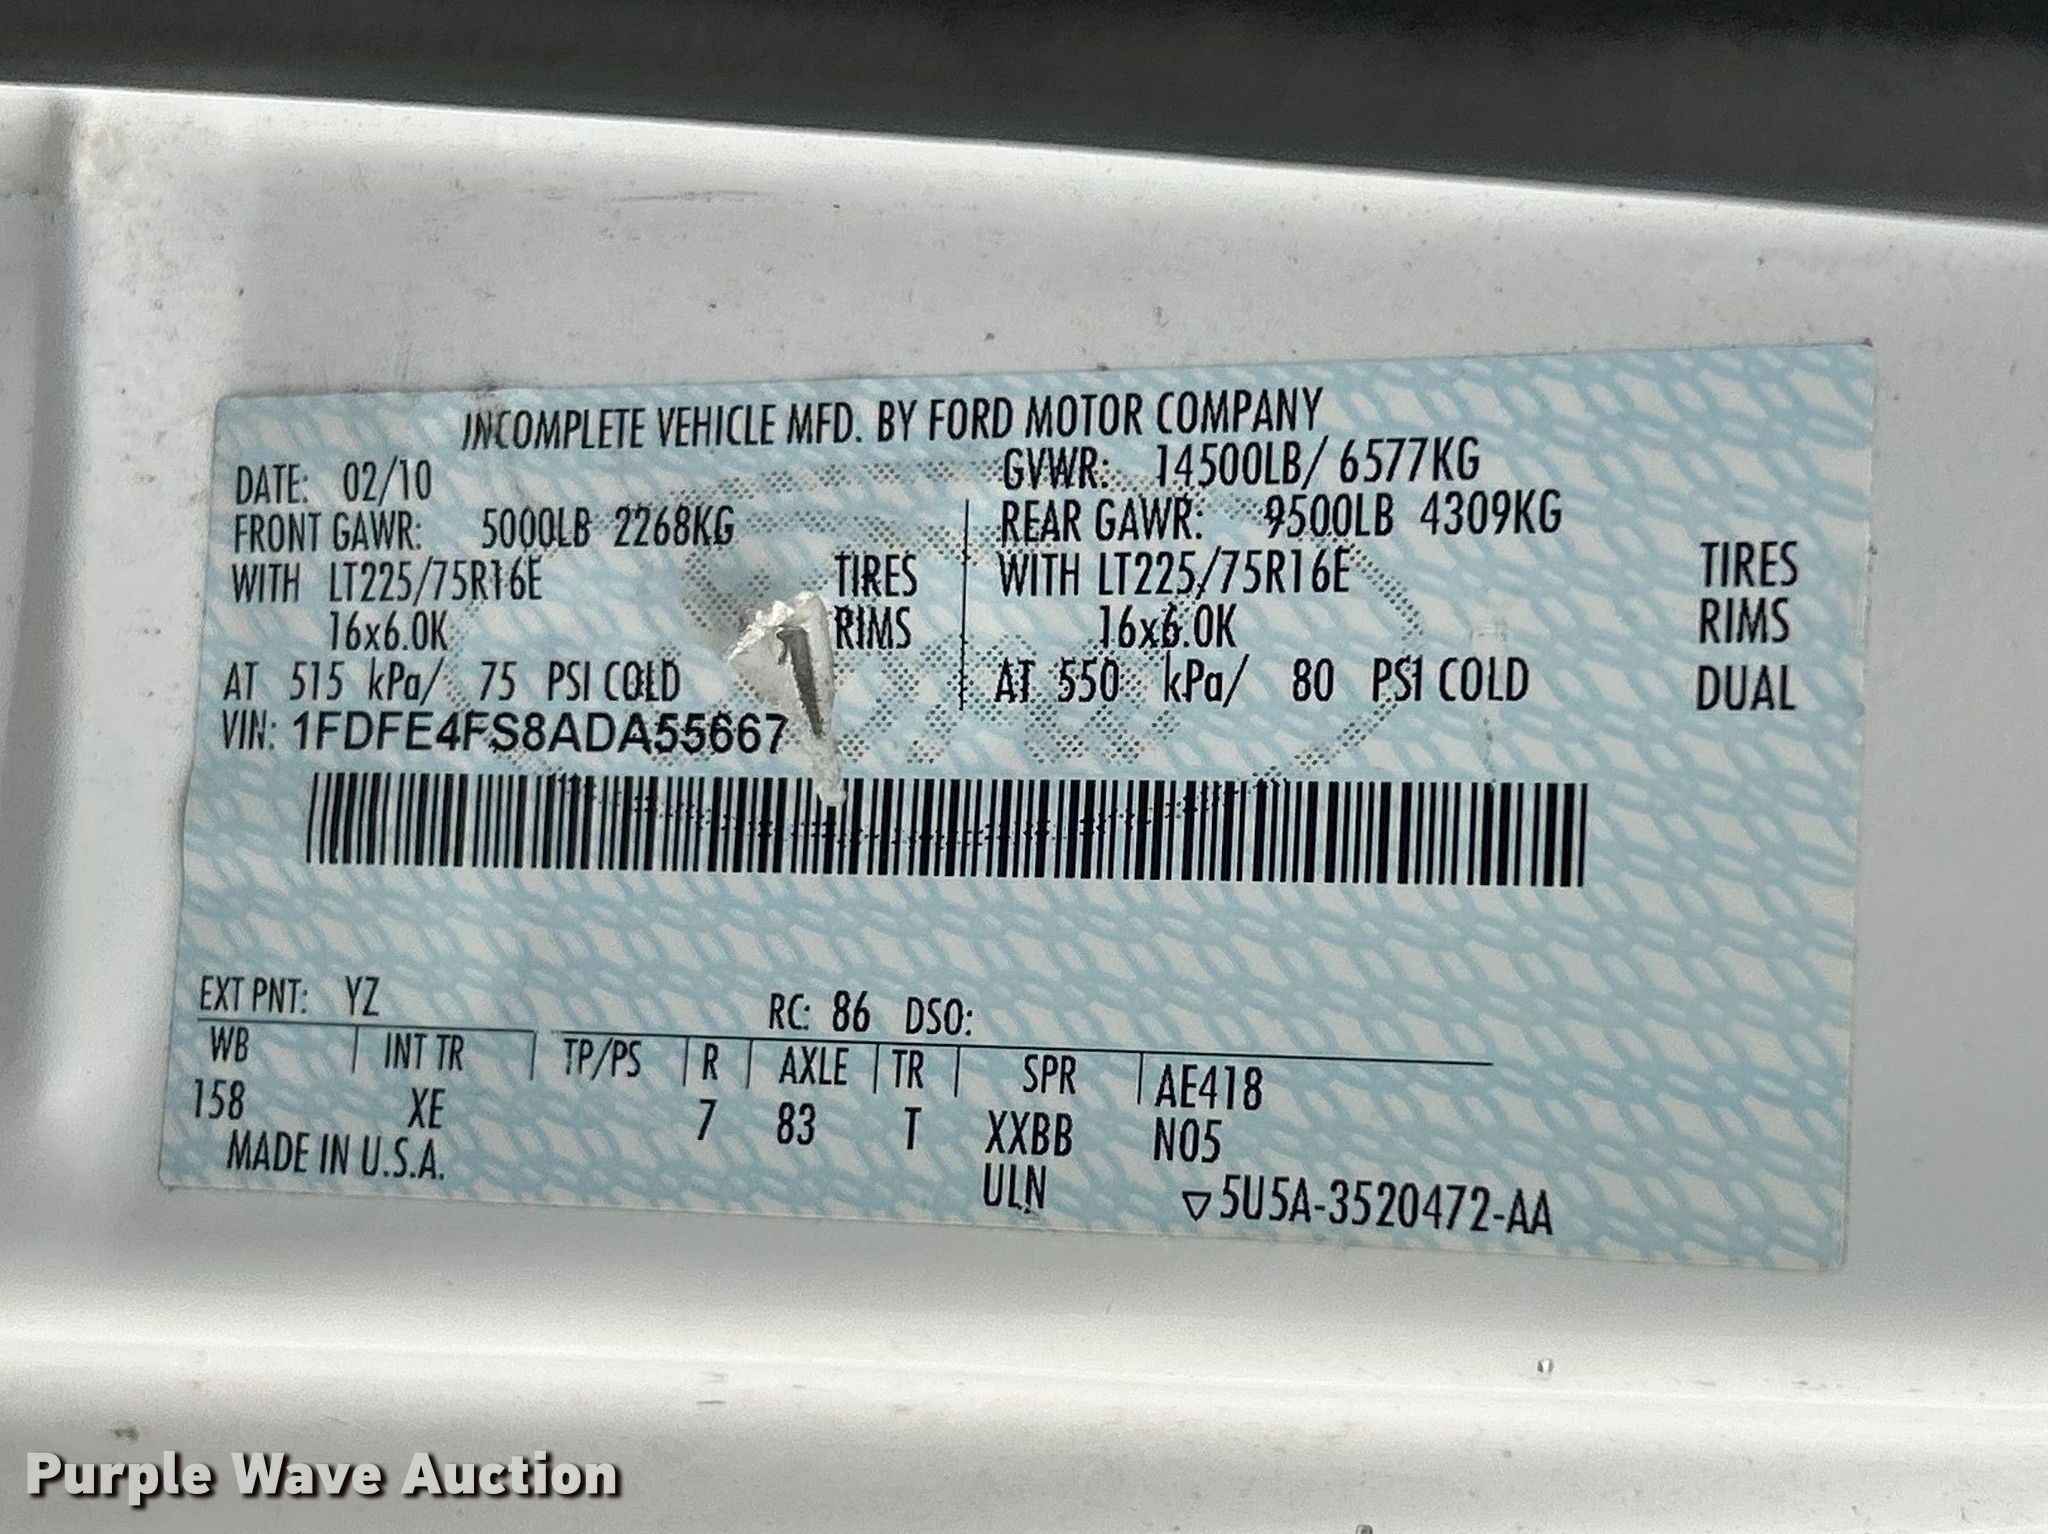 INCOMPLETE VEHICLE MFD. BY FORD MOTOR COMPANY
DATE: 02/10 GVWR: 14500LB/ 6577KG
FRONT GAWR: 5000LB 2268KG REAR GAWR: 9500LB 4309KG
WITH LT225/75R16E TIRES WITH LT225/75R16E TIRES
16x6.0K RIMS 16x6.0K RIMS
AT 515 kPa/ 75 PSI COLD AT 550 kPa/ 80 PSI COLD DUAL
VIN: 1FDFE4FS8ADA55667
EXT PNT: YZ RC: 86 DSO:
WB INT TR TP/PS R AXLE TR SPR AE418
158 XE 7 83 T XXBB N05
MADE IN U.S.A. ULN ▽5U5A-3520472-AA
Purple Wave Auction